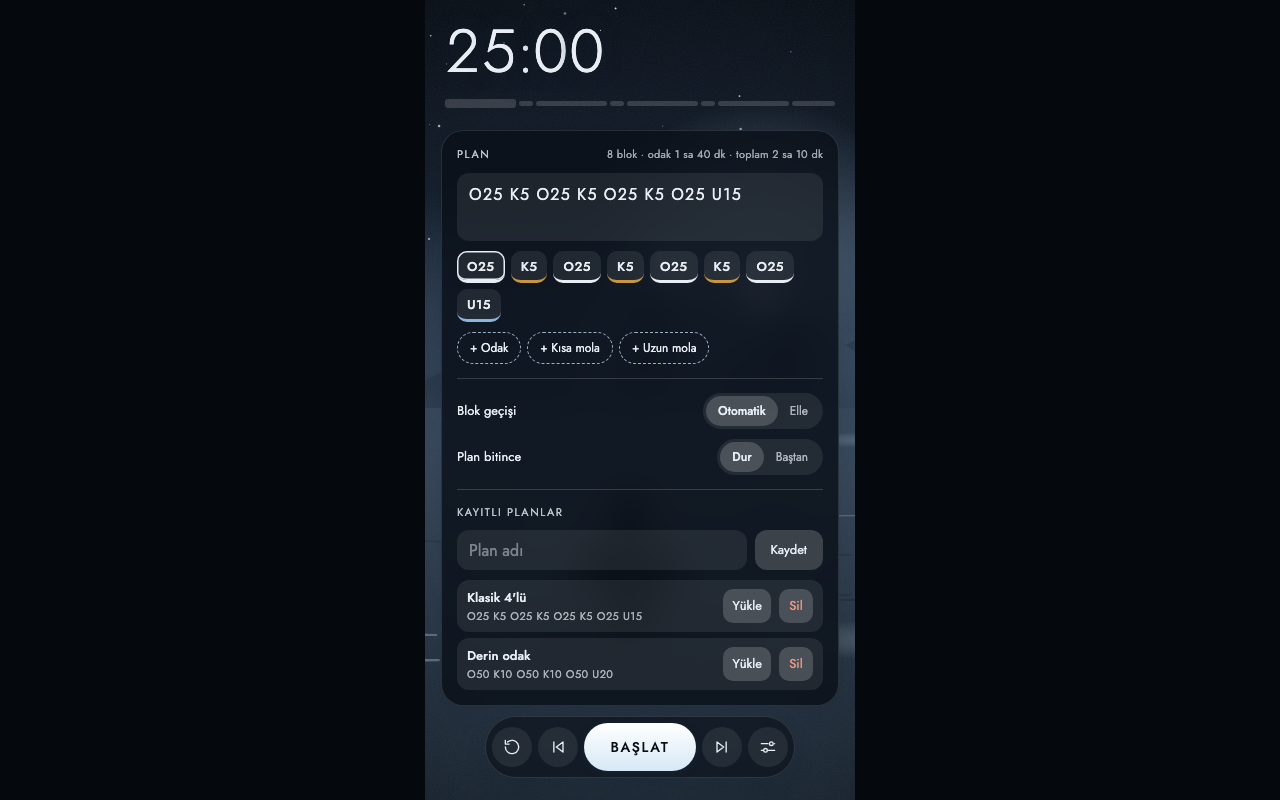 25:00
PLAN
8 blok · odak 1 sa 40 dk · toplam 2 sa 10 dk
O25 K5 O25 K5 O25 K5 O25 U15
O25 K5 O25 K5 O25 K5 O25
U15
+ Odak + Kısa mola + Uzun mola
Blok geçişi Otomatik Elle
Plan bitince Dur Baştan
KAYITLI PLANLAR
Plan adı Kaydet
Klasik 4'lü
O25 K5 O25 K5 O25 K5 O25 U15
Yükle Sil
Derin odak
O50 K10 O50 K10 O50 U20
Yükle Sil
BAŞLAT